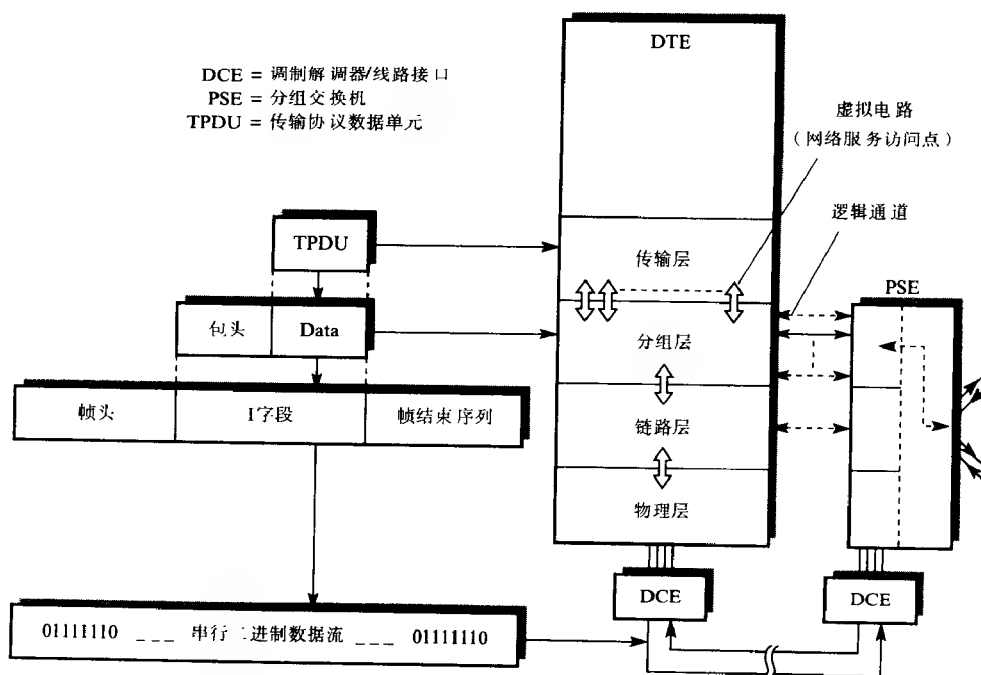 DTE
DCE = 调制解调器/线路接口
PSE = 分组交换机
TPDU = 传输协议数据单元
虚拟电路
(网络服务访问点)
逻辑通道
TPDU
传输层
PSE
包头
Data
分组层
帧头
I字段
帧结束序列
链路层
物理层
DCE
DCE
01111110 _ _ _ 串行二进制数据流 _ _ _ 01111110